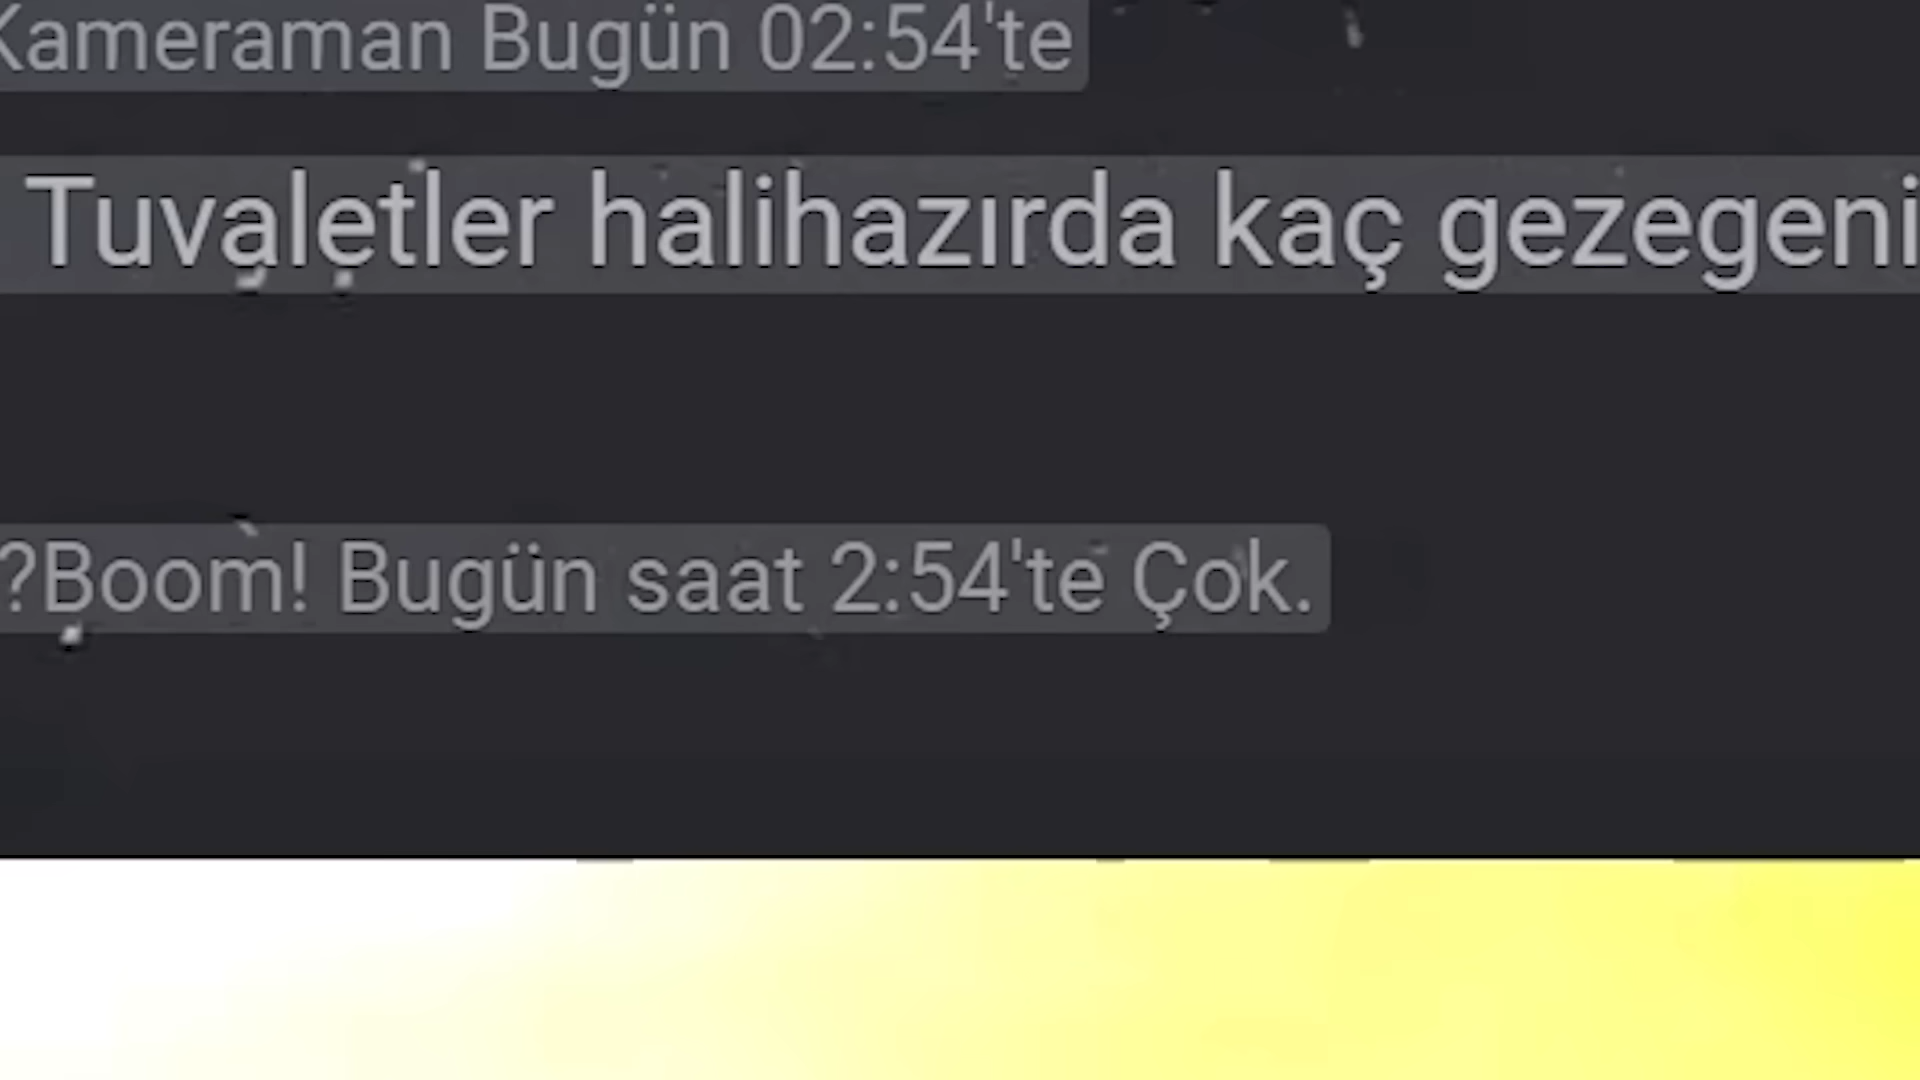 Kameraman Bugün 02:54'te
Tuvaletler halihazırda kaç gezegeni
?Boom! Bugün saat 2:54'te Çok.